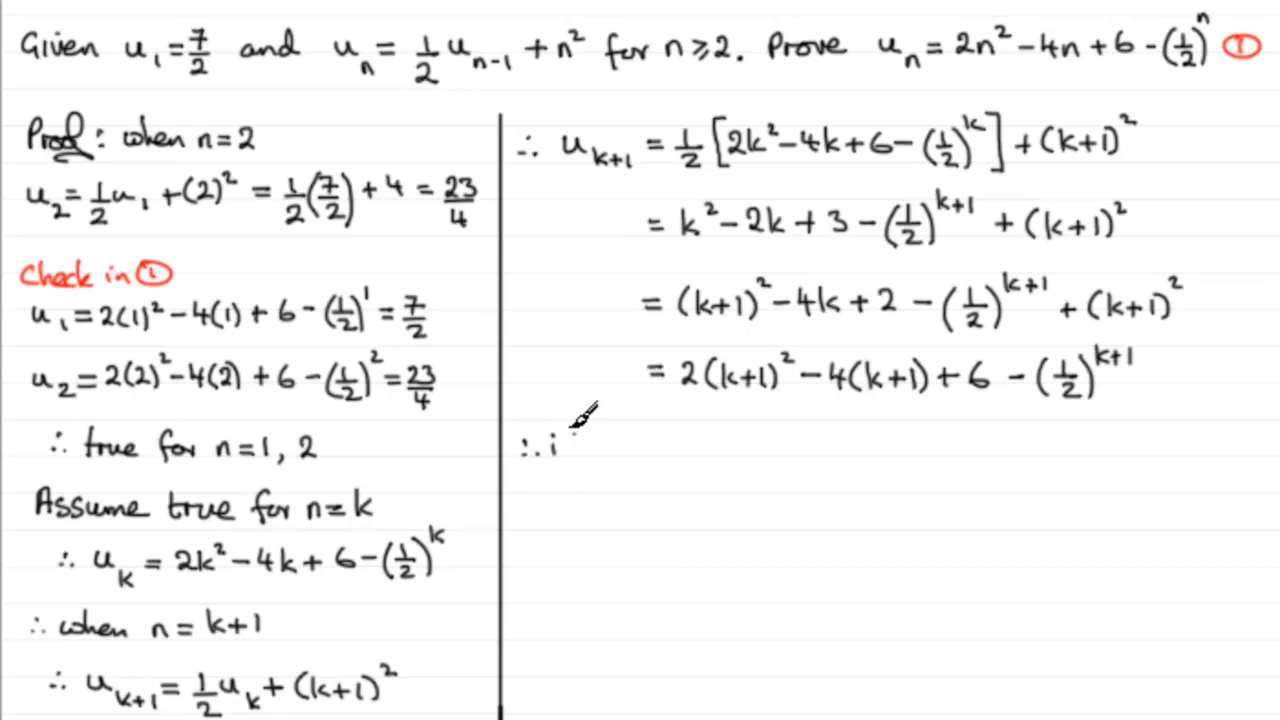 Given u₁ = 7/2 and uₙ = 1/2 uₙ₋₁ + n² for n ≥ 2. Prove uₙ = 2n² − 4n + 6 − (1/2)ⁿ ①
Proof: when n = 2
u₂ = 1/2 u₁ + (2)² = 1/2 (7/2) + 4 = 23/4
Check in ①
u₁ = 2(1)² − 4(1) + 6 − (1/2)¹ = 7/2
u₂ = 2(2)² − 4(2) + 6 − (1/2)² = 23/4
∴ true for n = 1, 2
Assume true for n = k
∴ uₖ = 2k² − 4k + 6 − (1/2)ᵏ
∴ when n = k+1
∴ uₖ₊₁ = 1/2 uₖ + (k+1)²
∴ uₖ₊₁ = 1/2 [2k² − 4k + 6 − (1/2)ᵏ] + (k+1)²
= k² − 2k + 3 − (1/2)ᵏ⁺¹ + (k+1)²
= (k+1)² − 4k + 2 − (1/2)ᵏ⁺¹ + (k+1)²
= 2(k+1)² − 4(k+1) + 6 − (1/2)ᵏ⁺¹
∴ i